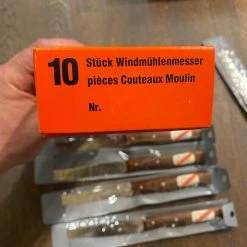 10 Stück Windmühlenmesser
pièces Couteaux Moulin
Nr.